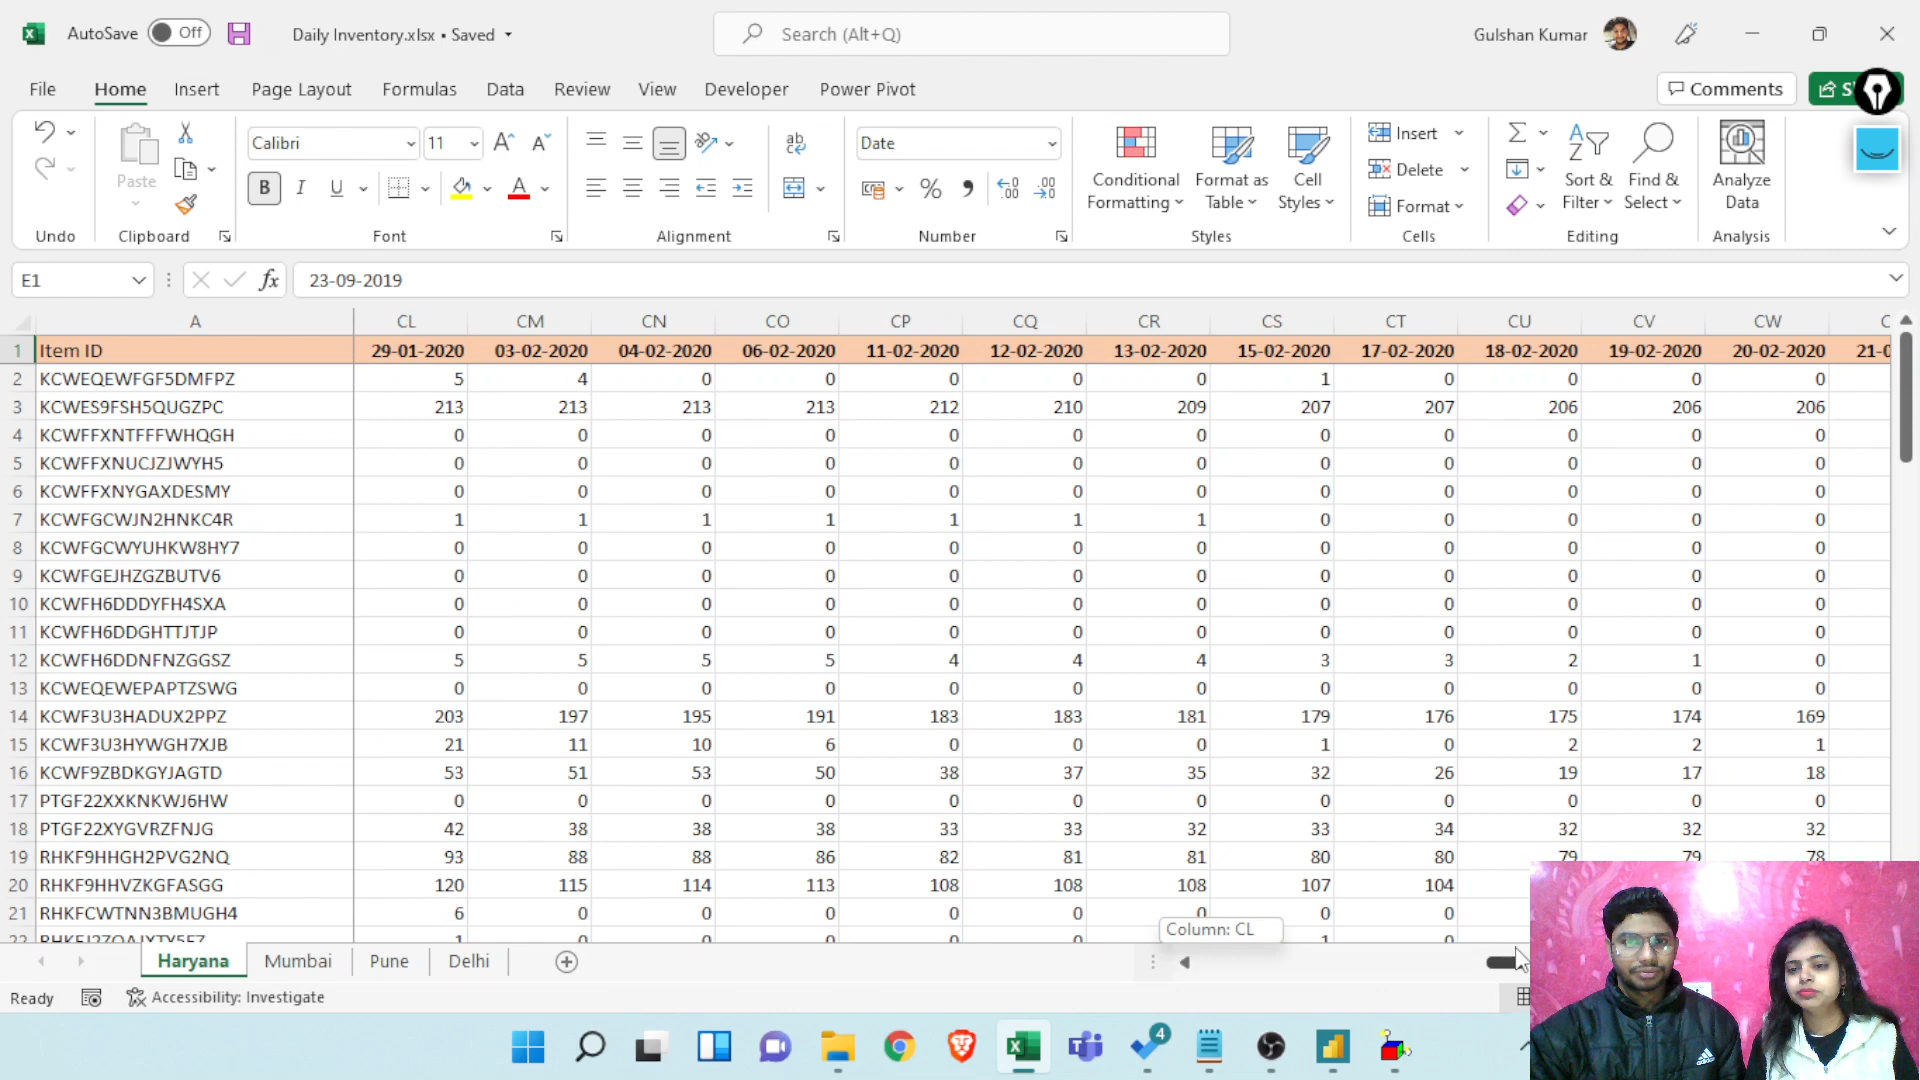 AutoSave Off Daily Inventory.xlsx • Saved Search (Alt+Q) Gulshan Kumar
File Home Insert Page Layout Formulas Data Review View Developer Power Pivot Comments
Calibri 11 Date
Paste Conditional Formatting Format as Table Cell Styles Insert Delete Format Sort & Filter Find & Select Analyze Data
Undo Clipboard Font Alignment Number Styles Cells Editing Analysis
E1 fx 23-09-2019
A CL CM CN CO CP CQ CR CS CT CU CV CW
1 Item ID 29-01-2020 03-02-2020 04-02-2020 06-02-2020 11-02-2020 12-02-2020 13-02-2020 15-02-2020 17-02-2020 18-02-2020 19-02-2020 20-02-2020
2 KCWEQEWFGF5DMFPZ 5 4 0 0 0 0 0 1 0 0 0 0
3 KCWES9FSH5QUGZPC 213 213 213 213 212 210 209 207 207 206 206 206
4 KCWFFXNTFFFWHQGH 0 0 0 0 0 0 0 0 0 0 0 0
5 KCWFFXNUCJZJWYH5 0 0 0 0 0 0 0 0 0 0 0 0
6 KCWFFXNYGAXDESMY 0 0 0 0 0 0 0 0 0 0 0 0
7 KCWFGCWJN2HNKC4R 1 1 1 1 1 1 1 0 0 0 0 0
8 KCWFGCWYUHKW8HY7 0 0 0 0 0 0 0 0 0 0 0 0
9 KCWFGEJHZGZBUTV6 0 0 0 0 0 0 0 0 0 0 0 0
10 KCWFH6DDDYFH4SXA 0 0 0 0 0 0 0 0 0 0 0 0
11 KCWFH6DDGHTTJTJP 0 0 0 0 0 0 0 0 0 0 0 0
12 KCWFH6DDNFNZGGSZ 5 5 5 5 4 4 4 3 3 2 1 0
13 KCWEQEWEPAPTZSWG 0 0 0 0 0 0 0 0 0 0 0 0
14 KCWF3U3HADUX2PPZ 203 197 195 191 183 183 181 179 176 175 174 169
15 KCWF3U3HYWGH7XJB 21 11 10 6 0 0 0 1 0 2 2 1
16 KCWF9ZBDKGYJAGTD 53 51 53 50 38 37 35 32 26 19 17 18
17 PTGF22XXKNKWJ6HW 0 0 0 0 0 0 0 0 0 0 0 0
18 PTGF22XYGVRZFNJG 42 38 38 38 33 33 32 33 34 32 32 32
19 RHKF9HHGH2PVG2NQ 93 88 88 86 82 81 81 80 80 79 79 78
20 RHKF9HHVZKGFASGG 120 115 114 113 108 108 108 107 104
21 RHKFCWTNN3BMUGH4 6 0 0 0 0 0 0 0 0
Column: CL
Haryana Mumbai Pune Delhi
Ready Accessibility: Investigate
4